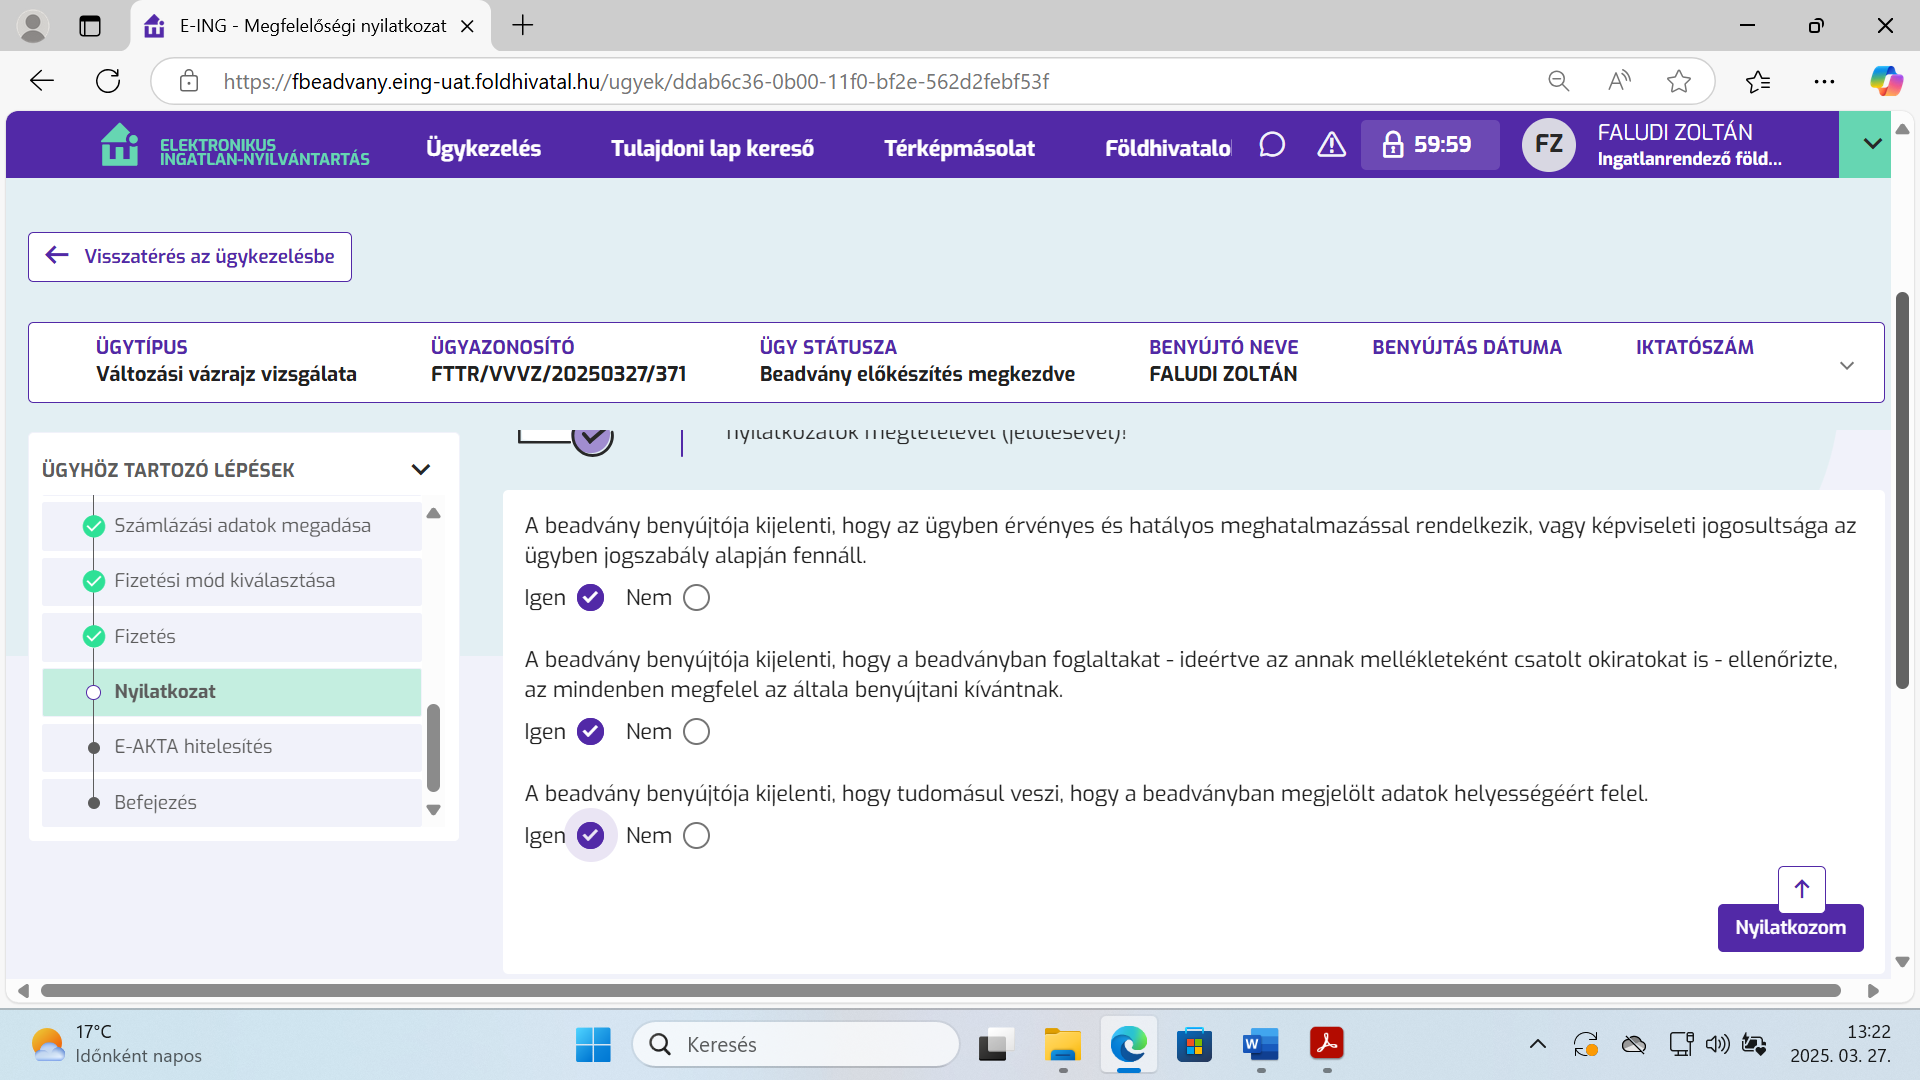 E-ING - Megfelelőségi nyilatkozat
https://fbeadvany.eing-uat.foldhivatal.hu/ugyek/ddab6c36-0b00-11f0-bf2e-562d2febf53f
ELEKTRONIKUS
INGATLAN-NYILVÁNTARTÁS
Ügykezelés
Tulajdoni lap kereső
Térképmásolat
Földhivatalo
59:59
FZ
FALUDI ZOLTÁN
Ingatlanrendező föld...
Visszatérés az ügykezelésbe
ÜGYTÍPUS
Változási vázrajz vizsgálata
ÜGYAZONOSÍTÓ
FTTR/VVVZ/20250327/371
ÜGY STÁTUSZA
Beadvány előkészítés megkezdve
BENYÚJTÓ NEVE
FALUDI ZOLTÁN
BENYÚJTÁS DÁTUMA
IKTATÓSZÁM
ÜGYHÖZ TARTOZÓ LÉPÉSEK
Számlázási adatok megadása
Fizetési mód kiválasztása
Fizetés
Nyilatkozat
E-AKTA hitelesítés
Befejezés
nyilatkozatok megtételével (jelölésével)!
A beadvány benyújtója kijelenti, hogy az ügyben érvényes és hatályos meghatalmazással rendelkezik, vagy képviseleti jogosultsága az
ügyben jogszabály alapján fennáll.
Igen Nem
A beadvány benyújtója kijelenti, hogy a beadványban foglaltakat - ideértve az annak mellékleteként csatolt okiratokat is - ellenőrizte,
az mindenben megfelel az általa benyújtani kívántnak.
Igen Nem
A beadvány benyújtója kijelenti, hogy tudomásul veszi, hogy a beadványban megjelölt adatok helyességéért felel.
Igen Nem
Nyilatkozom
17°C
Időnként napos
Keresés
13:22
2025. 03. 27.